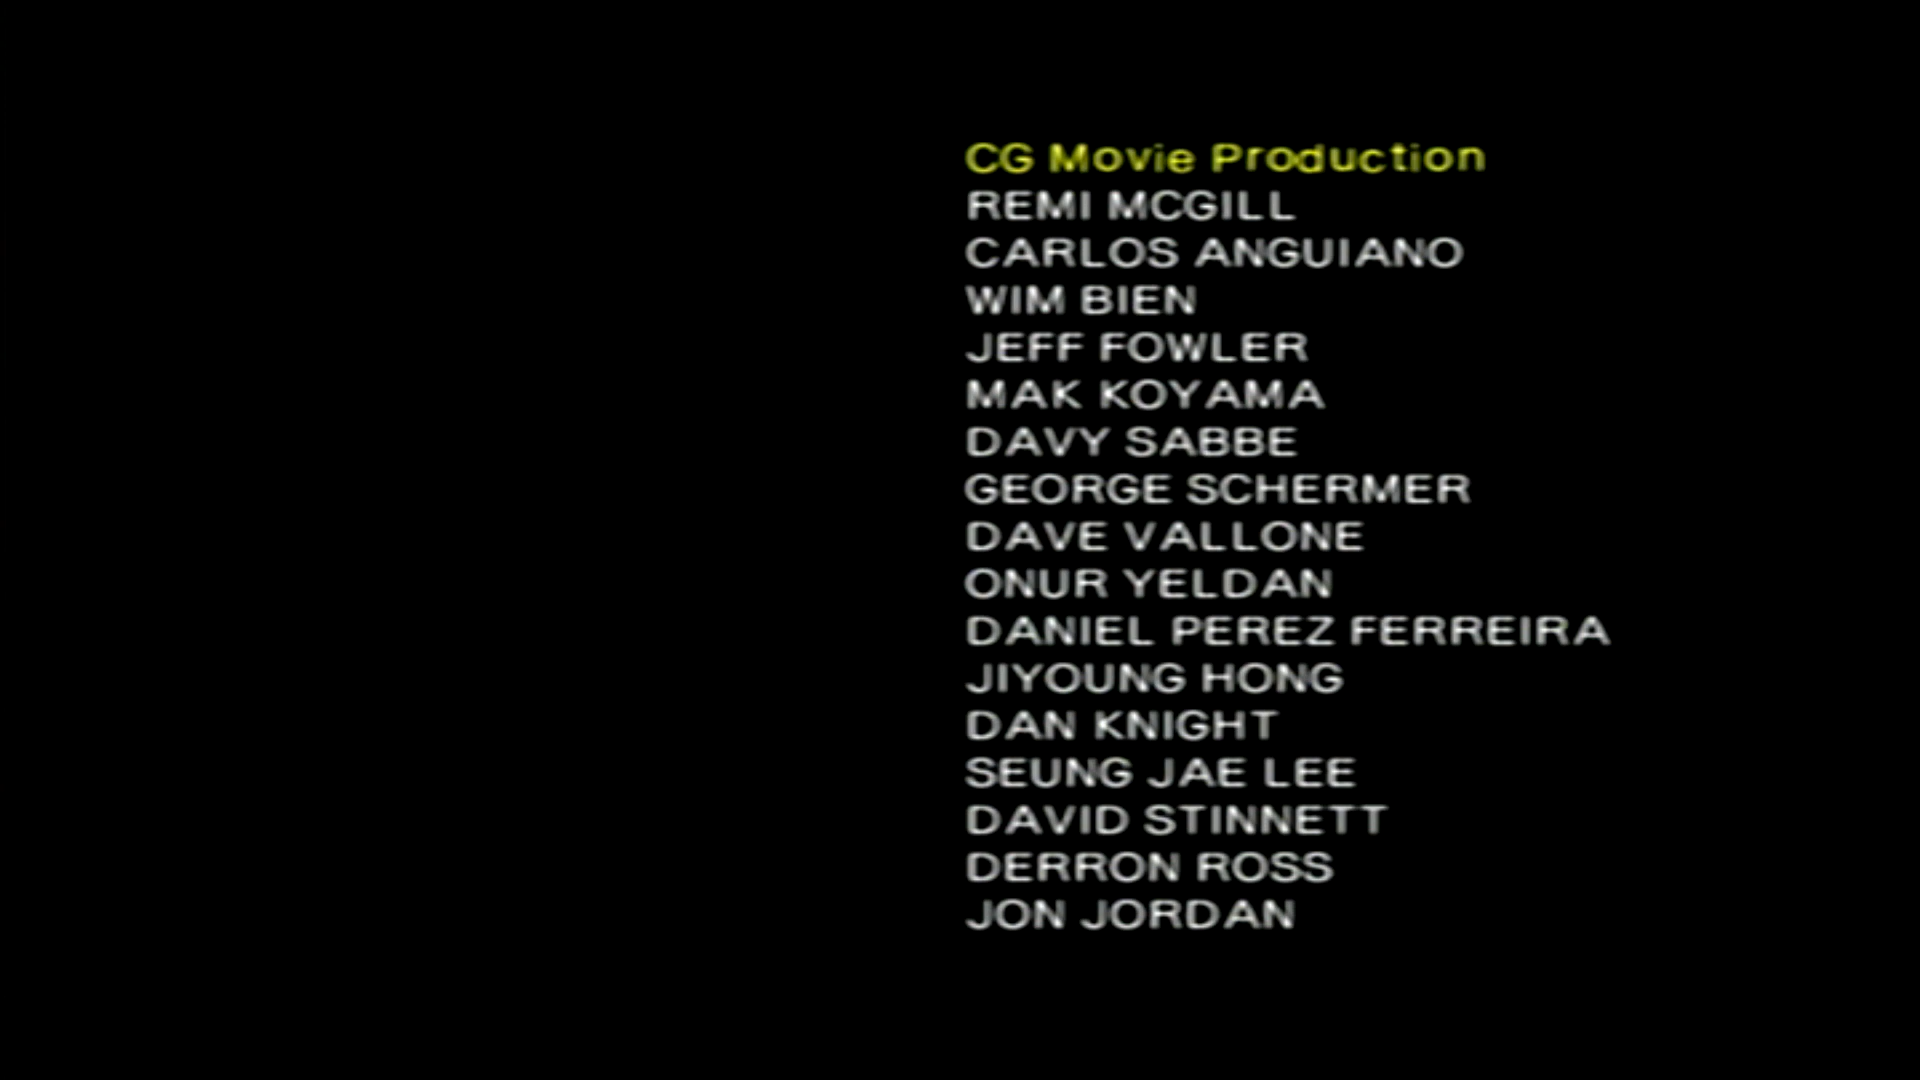 CG Movie Production
REMI MCGILL
CARLOS ANGUIANO
WIM BIEN
JEFF FOWLER
MAK KOYAMA
DAVY SABBE
GEORGE SCHERMER
DAVE VALLONE
ONUR YELDAN
DANIEL PEREZ FERREIRA
JIYOUNG HONG
DAN KNIGHT
SEUNG JAE LEE
DAVID STINNETT
DERRON ROSS
JON JORDAN